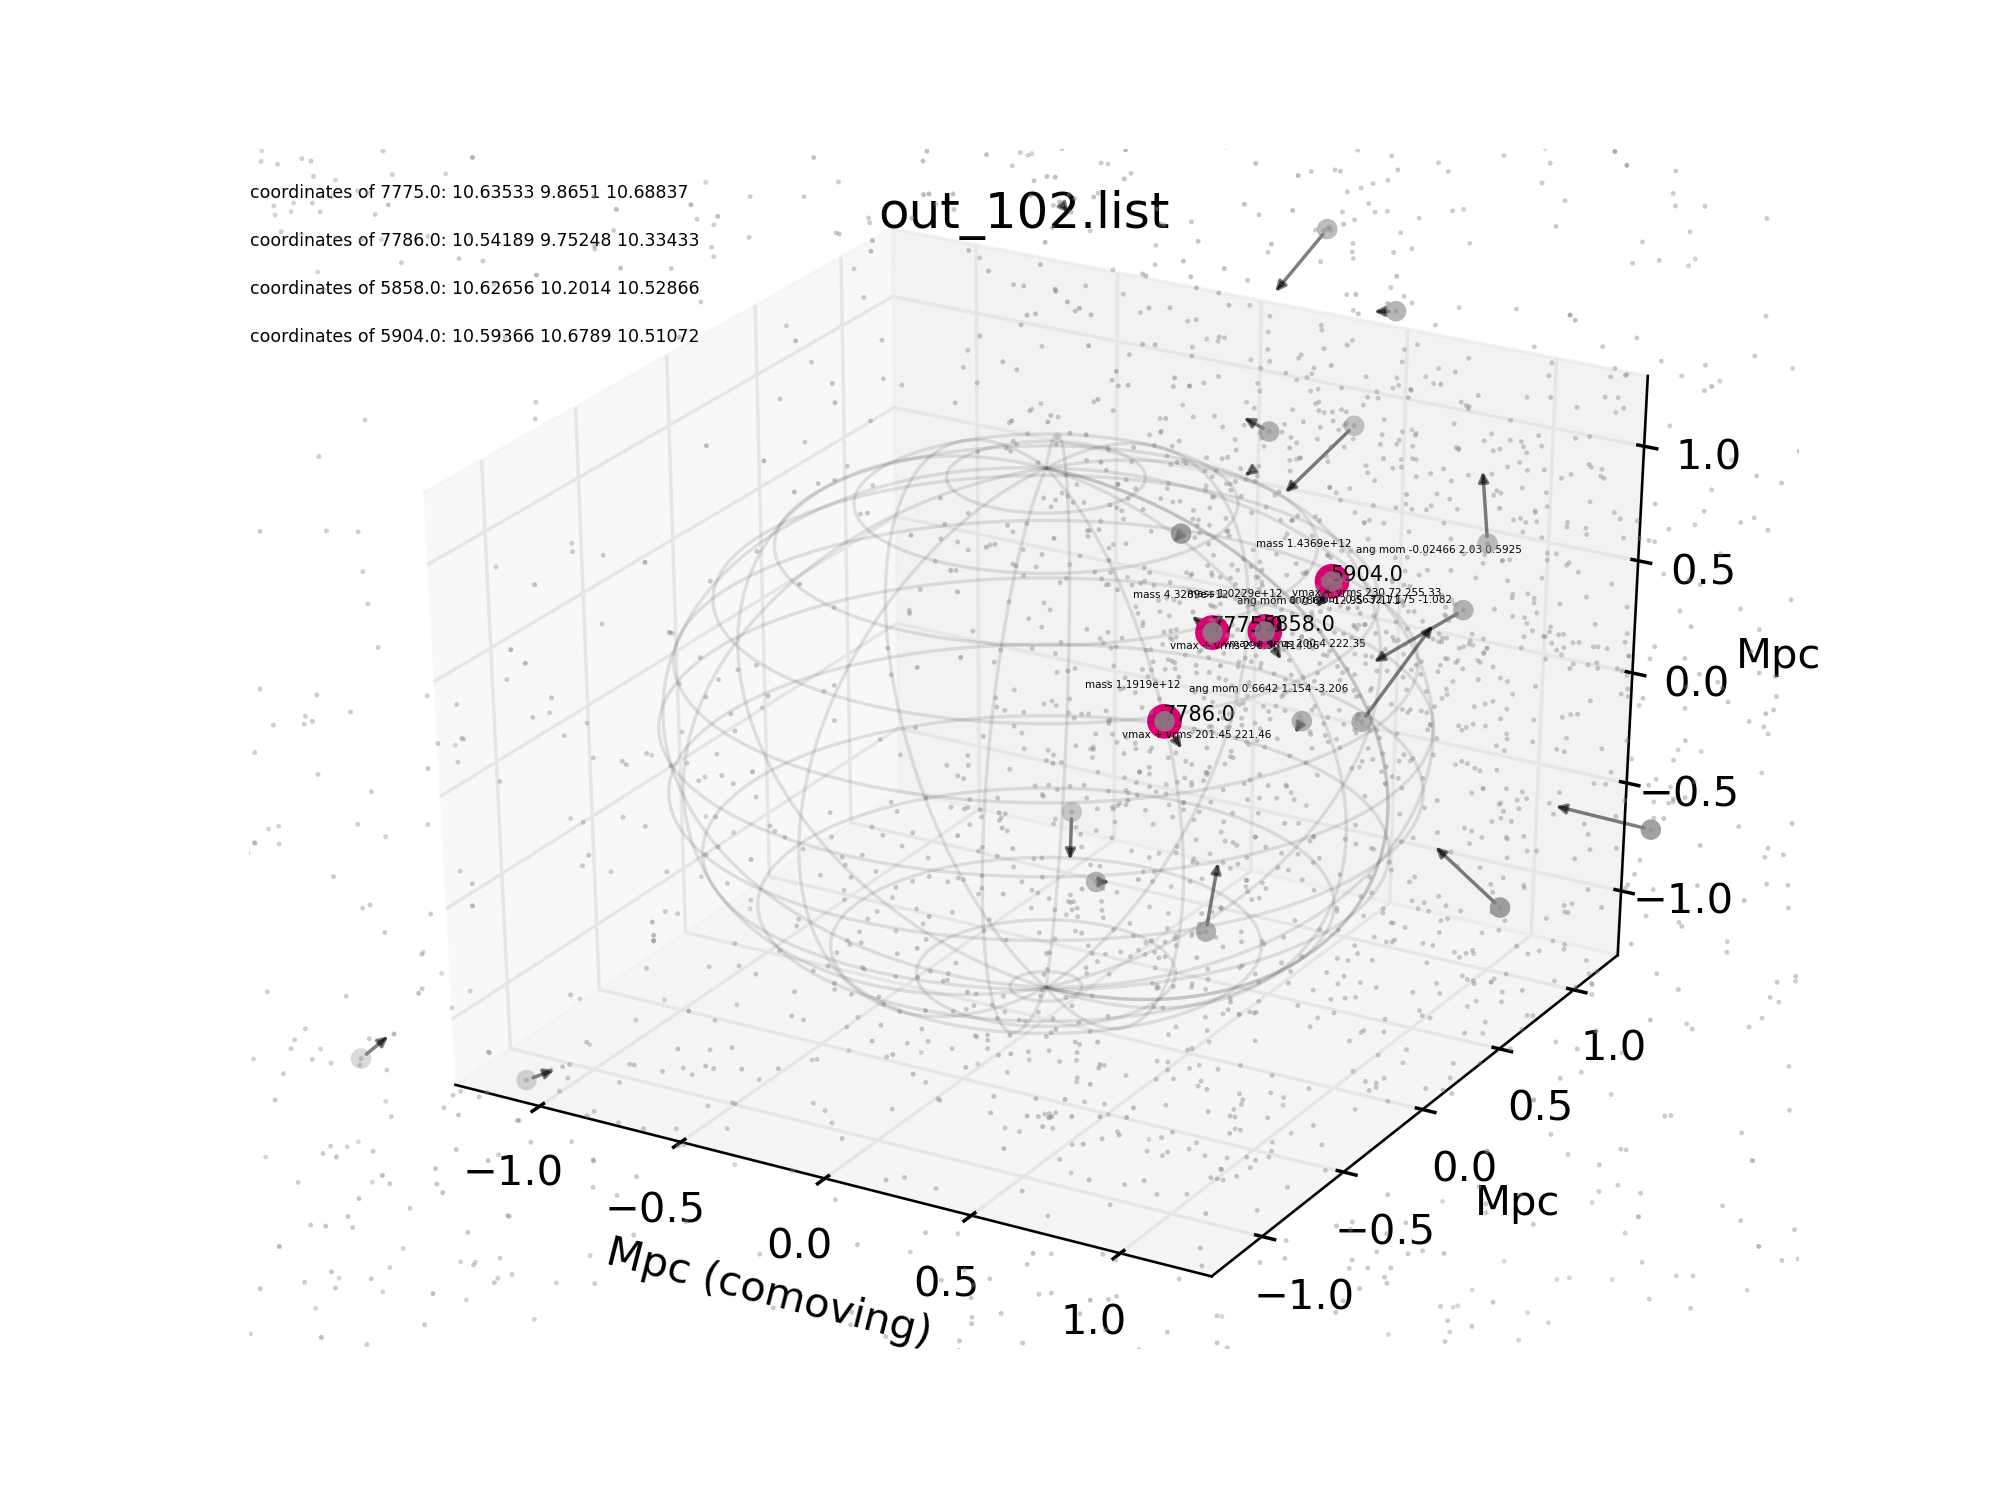 out_102.list
coordinates of 7775.0: 10.63533 9.8651 10.68837
coordinates of 7786.0: 10.54189 9.75248 10.33433
coordinates of 5858.0: 10.62656 10.2014 10.52866
coordinates of 5904.0: 10.59366 10.6789 10.51072
mass 1.4369e+12
ang mom -0.02466 2.03 0.5925
5904.0
vmax + vrms 230.72 255.33
mass 1.0229e+12
5858.0
mass 1.1919e+12
ang mom 0.6642 1.154 -3.206
7786.0
vmax + vrms 201.45 221.46
1.0
0.5
0.0
−0.5
−1.0
Mpc
1.0
0.5
0.0
−0.5
−1.0
Mpc
−1.0
−0.5
0.0
0.5
1.0
Mpc (comoving)